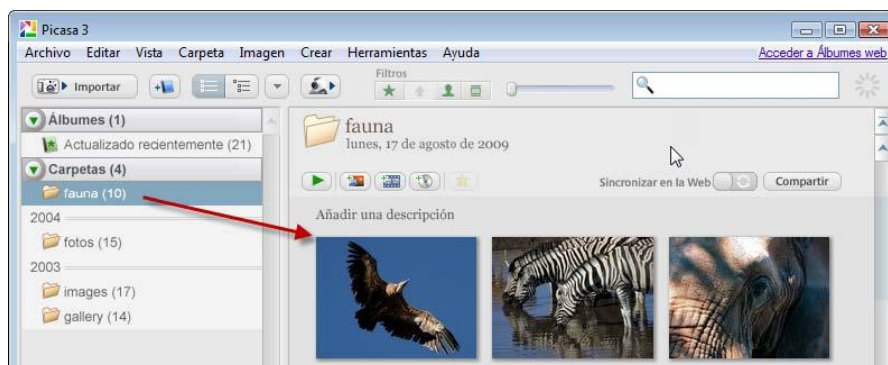 Picasa 3
Archivo Editar Vista Carpeta Imagen Crear Herramientas Ayuda Acceder a Álbumes web
Importar
Filtros
Álbumes (1)
Actualizado recientemente (21)
Carpetas (4)
fauna (10)
2004
fotos (15)
2003
images (17)
gallery (14)
fauna
lunes, 17 de agosto de 2009
Sincronizar en la Web Compartir
Añadir una descripción